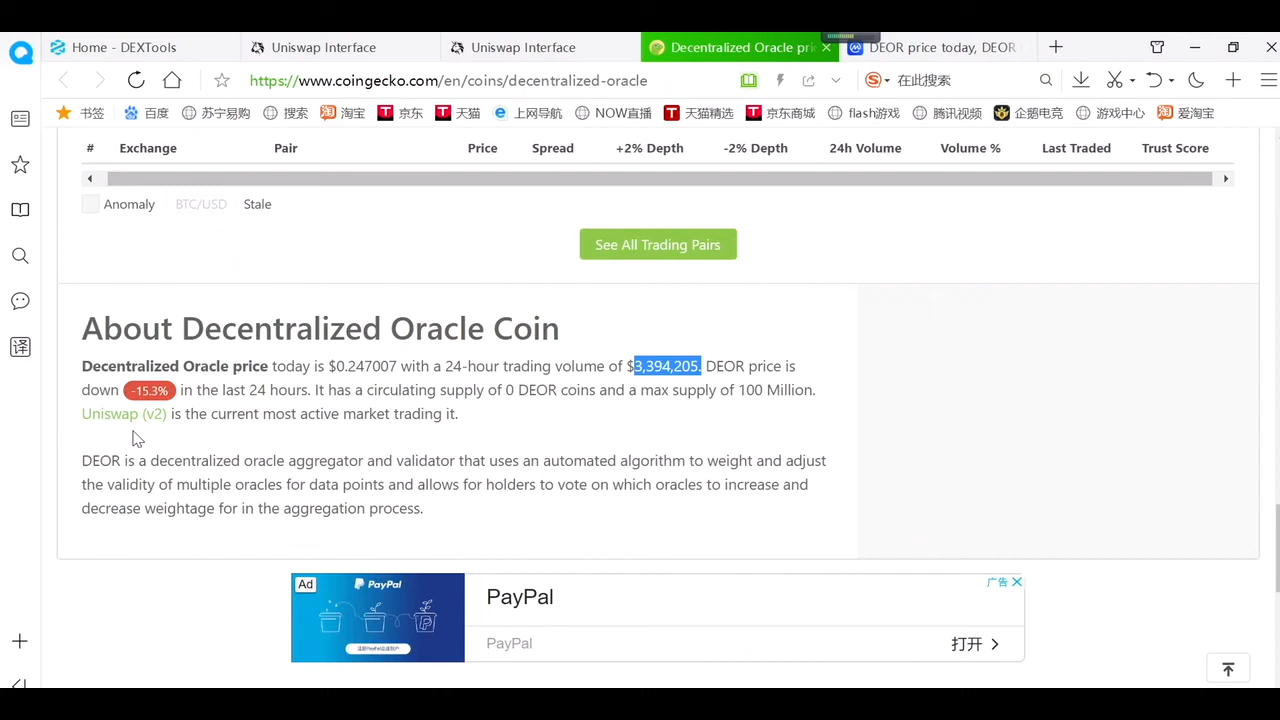 Home - DEXTools
Uniswap Interface
Uniswap Interface
Decentralized Oracle pri
DEOR price today, DEOR
https://www.coingecko.com/en/coins/decentralized-oracle
在此搜索
书签 百度 苏宁易购 搜索 淘宝 京东 天猫 上网导航 NOW直播 天猫精选 京东商城 flash游戏 腾讯视频 企鹅电竞 游戏中心 爱淘宝
# Exchange Pair Price Spread +2% Depth -2% Depth 24h Volume Volume % Last Traded Trust Score
Anomaly BTC/USD Stale
See All Trading Pairs
About Decentralized Oracle Coin
Decentralized Oracle price today is $0.247007 with a 24-hour trading volume of $3,394,205. DEOR price is
down -15.3% in the last 24 hours. It has a circulating supply of 0 DEOR coins and a max supply of 100 Million.
Uniswap (v2) is the current most active market trading it.
DEOR is a decentralized oracle aggregator and validator that uses an automated algorithm to weight and adjust
the validity of multiple oracles for data points and allows for holders to vote on which oracles to increase and
decrease weightage for in the aggregation process.
Ad
PayPal
PayPal
广告
PayPal
打开
译